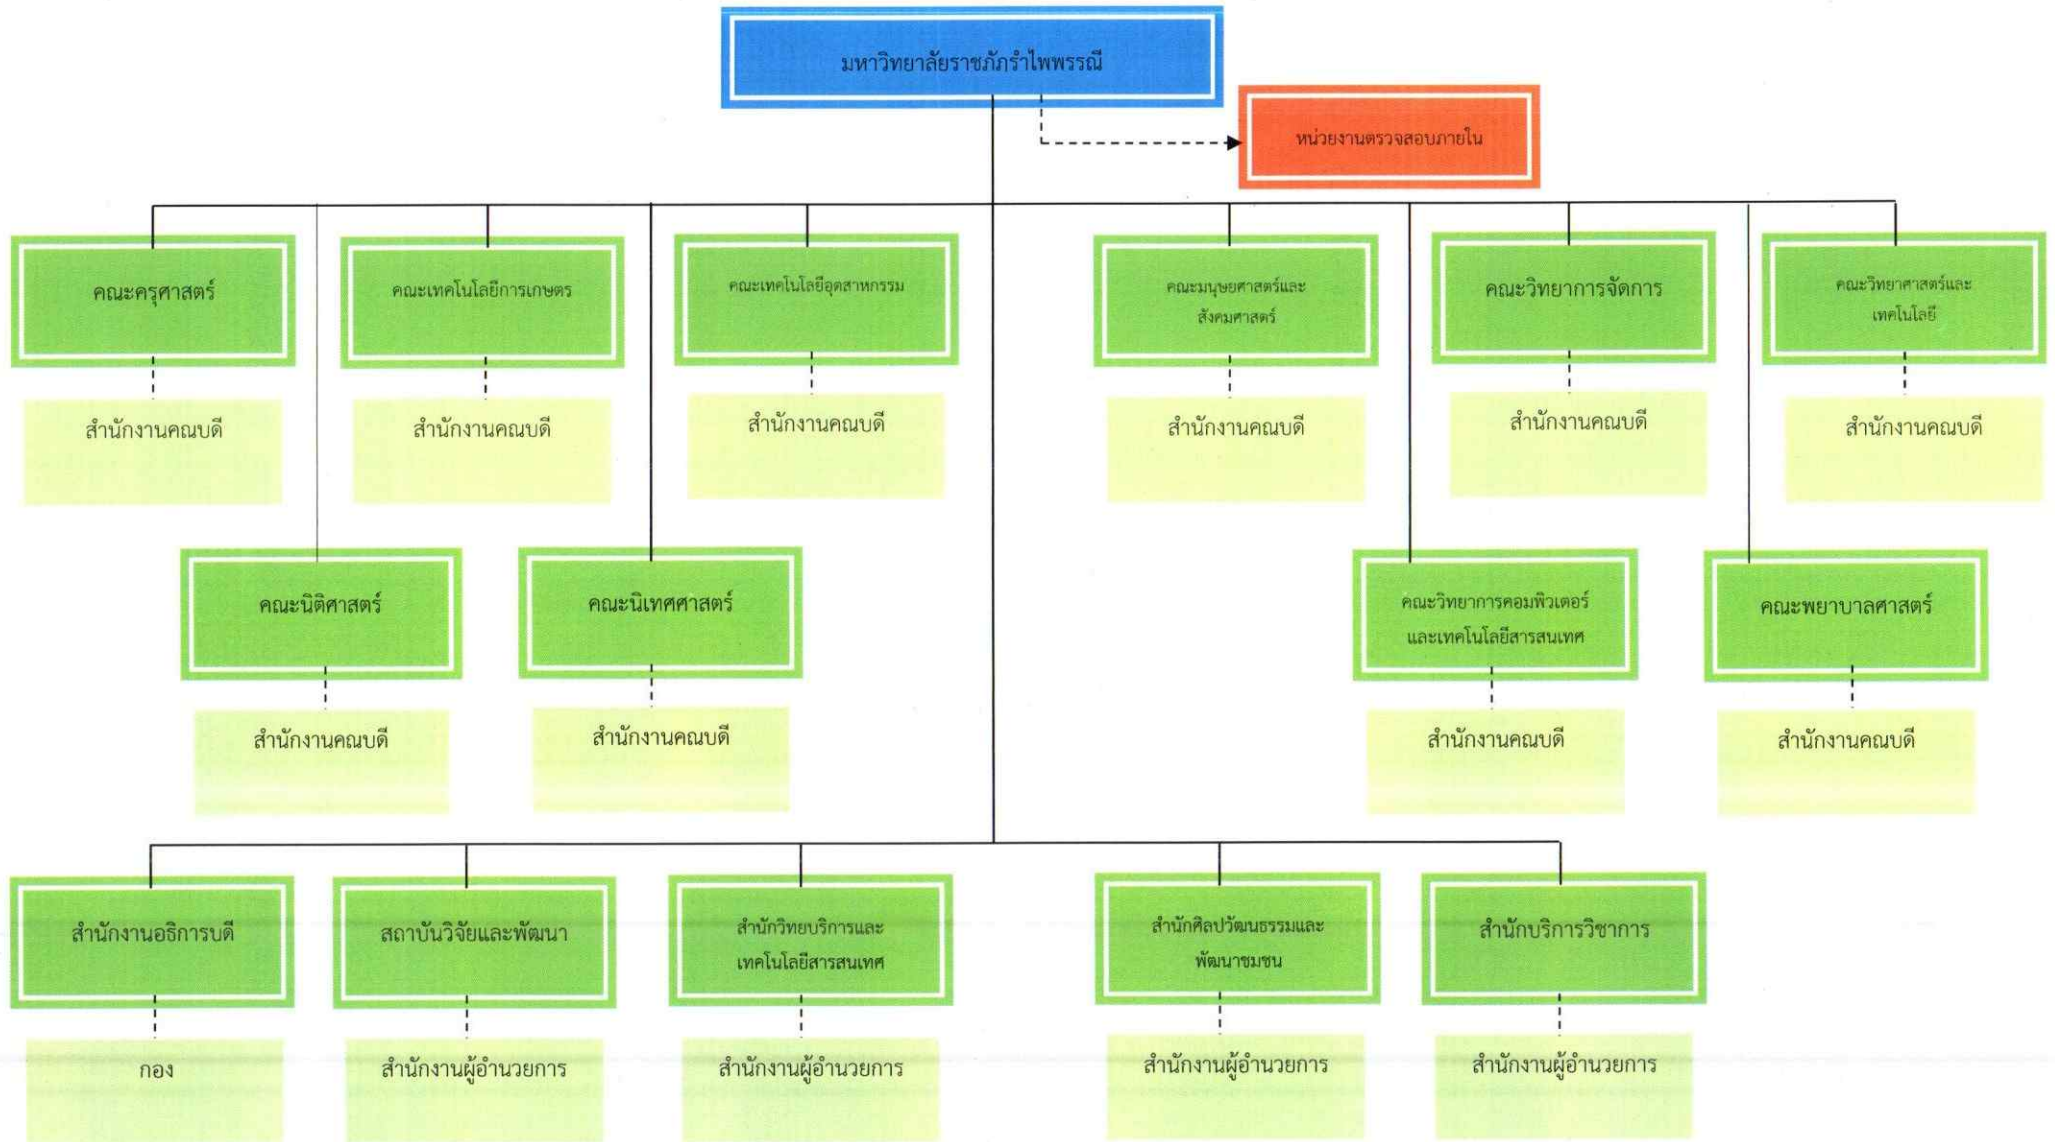 มหาวิทยาลัยราชภัฏรำไพพรรณี
หน่วยงานตรวจสอบภายใน
คณะครุศาสตร์
คณะเทคโนโลยีการเกษตร
คณะเทคโนโลยีอุตสาหกรรม
คณะมนุษยศาสตร์และ
สังคมศาสตร์
คณะวิทยาการจัดการ
คณะวิทยาศาสตร์และ
เทคโนโลยี
สำนักงานคณบดี
สำนักงานคณบดี
สำนักงานคณบดี
สำนักงานคณบดี
สำนักงานคณบดี
สำนักงานคณบดี
คณะนิติศาสตร์
คณะนิเทศศาสตร์
คณะวิทยาการคอมพิวเตอร์
และเทคโนโลยีสารสนเทศ
คณะพยาบาลศาสตร์
สำนักงานคณบดี
สำนักงานคณบดี
สำนักงานคณบดี
สำนักงานคณบดี
สำนักงานอธิการบดี
สถาบันวิจัยและพัฒนา
สำนักวิทยบริการและ
เทคโนโลยีสารสนเทศ
สำนักศิลปวัฒนธรรมและ
พัฒนาชุมชน
สำนักบริการวิชาการ
กอง
สำนักงานผู้อำนวยการ
สำนักงานผู้อำนวยการ
สำนักงานผู้อำนวยการ
สำนักงานผู้อำนวยการ